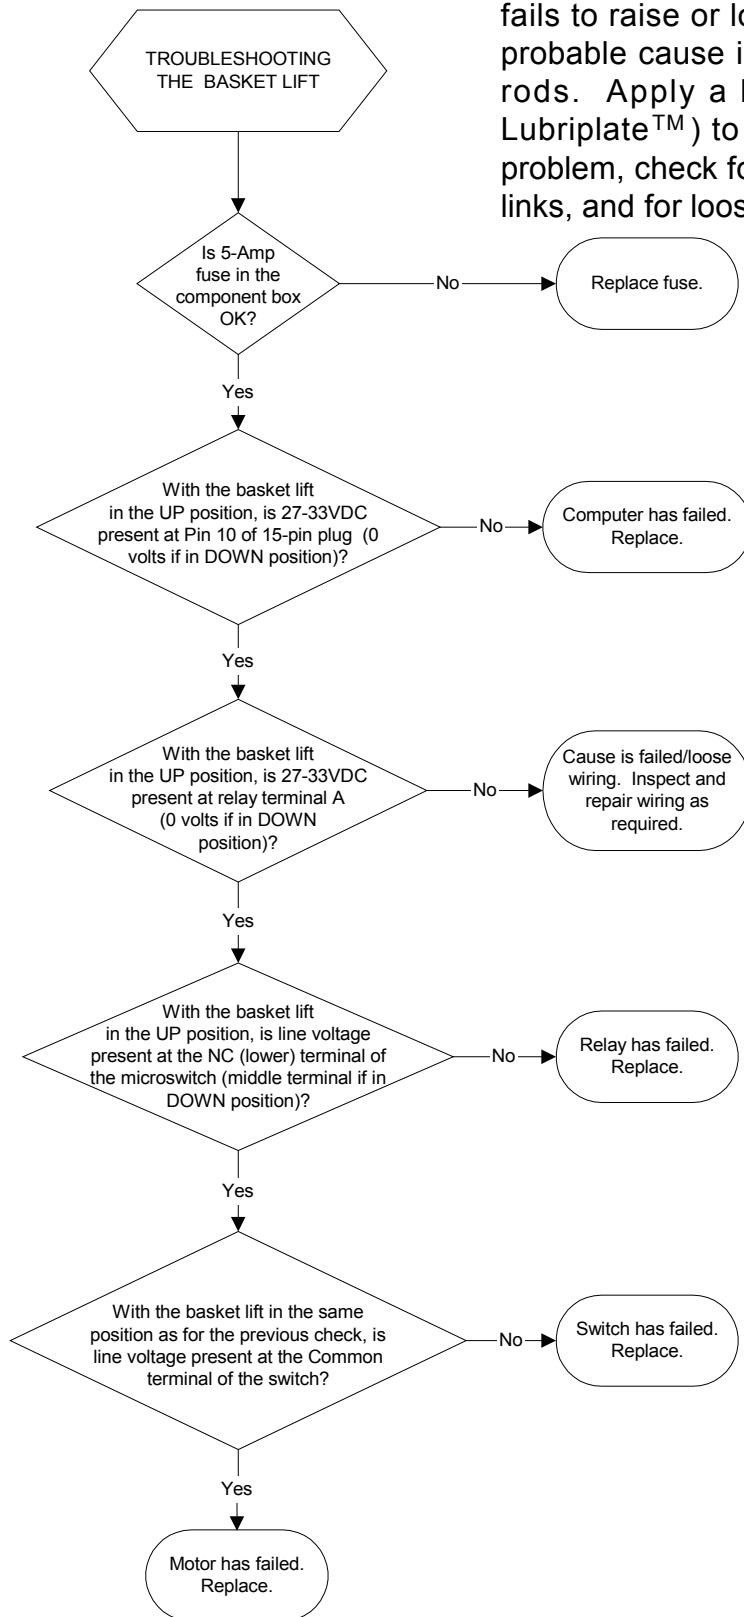 fails to raise or lo
probable cause i
rods. Apply a l
Lubriplate™) to
problem, check fo
links, and for loos
TROUBLESHOOTING
THE BASKET LIFT
Is 5-Amp
fuse in the
component box
OK?
No
Replace fuse.
Yes
With the basket lift
in the UP position, is 27-33VDC
present at Pin 10 of 15-pin plug (0
volts if in DOWN position)?
No
Computer has failed.
Replace.
Yes
With the basket lift
in the UP position, is 27-33VDC
present at relay terminal A
(0 volts if in DOWN
position)?
No
Cause is failed/loose
wiring. Inspect and
repair wiring as
required.
Yes
With the basket lift
in the UP position, is line voltage
present at the NC (lower) terminal of
the microswitch (middle terminal if in
DOWN position)?
No
Relay has failed.
Replace.
Yes
With the basket lift in the same
position as for the previous check, is
line voltage present at the Common
terminal of the switch?
No
Switch has failed.
Replace.
Yes
Motor has failed.
Replace.